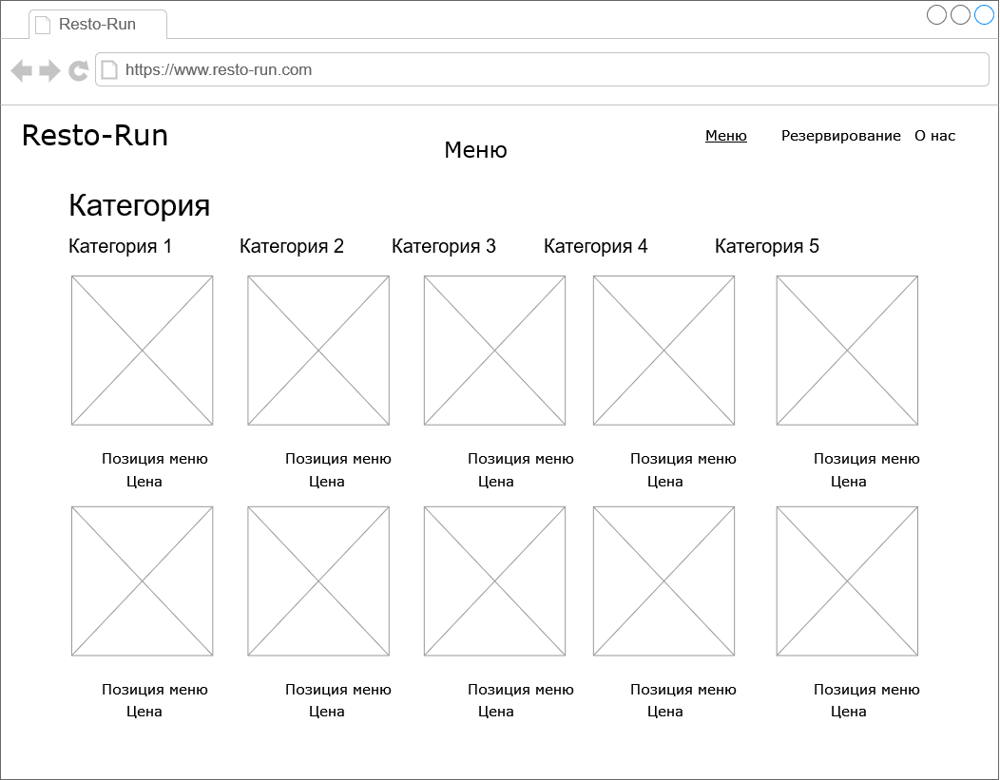 Resto-Run
https://www.resto-run.com
Resto-Run
Меню
Меню Резервирование О нас
Категория
Категория 1 Категория 2 Категория 3 Категория 4 Категория 5
Позиция меню Позиция меню Позиция меню Позиция меню Позиция меню
Цена Цена Цена Цена Цена
Позиция меню Позиция меню Позиция меню Позиция меню Позиция меню
Цена Цена Цена Цена Цена